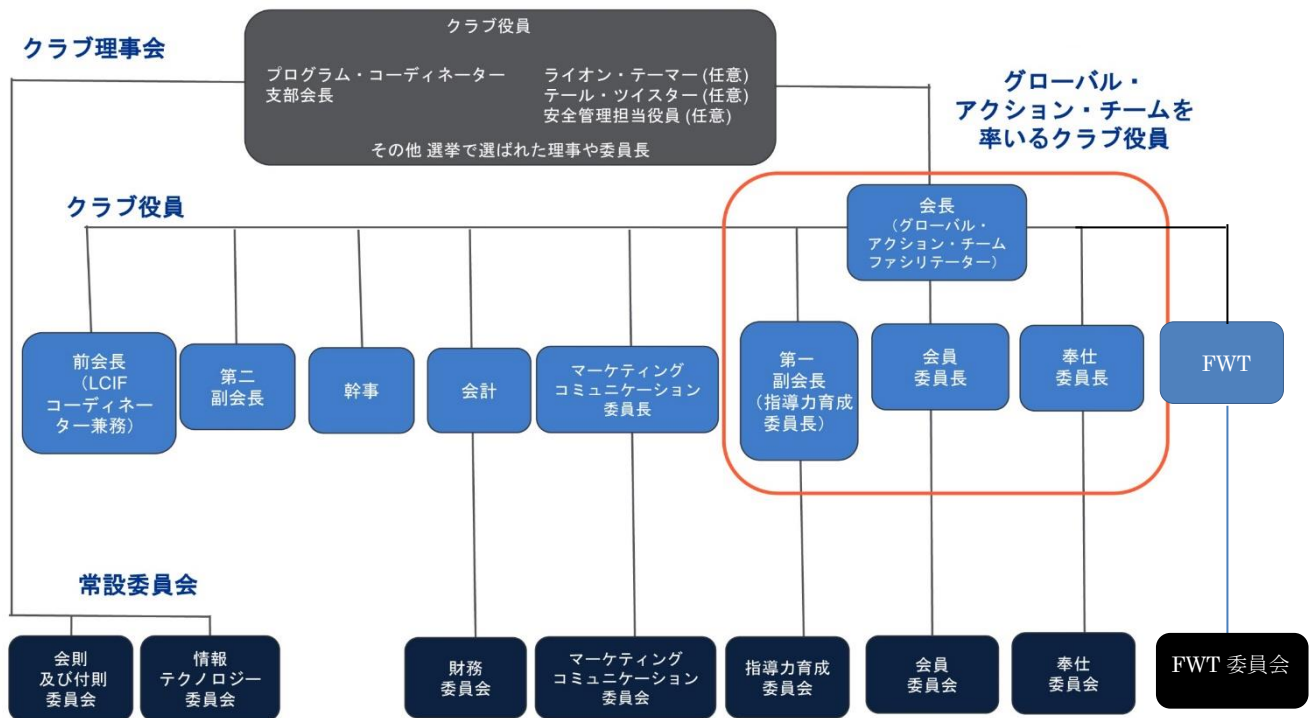 クラブ役員
クラブ理事会
プログラム・コーディネーター
支部会長
ライオン・テーマー (任意)
テール・ツイスター (任意)
安全管理担当役員 (任意)
その他 選挙で選ばれた理事や委員長
グローバル・
アクション・チームを
率いるクラブ役員
クラブ役員
会長
(グローバル・
アクション・チーム
ファシリテーター)
前会長
(LCIF
コーディネー
ター兼務)
第二
副会長
幹事
会計
マーケティング
コミュニケーション
委員長
第一
副会長
(指導力育成
委員長)
会員
委員長
奉仕
委員長
FWT
常設委員会
会則
及び付則
委員会
情報
テクノロジー
委員会
財務
委員会
マーケティング
コミュニケーション
委員会
指導力育成
委員会
会員
委員会
奉仕
委員会
FWT 委員会